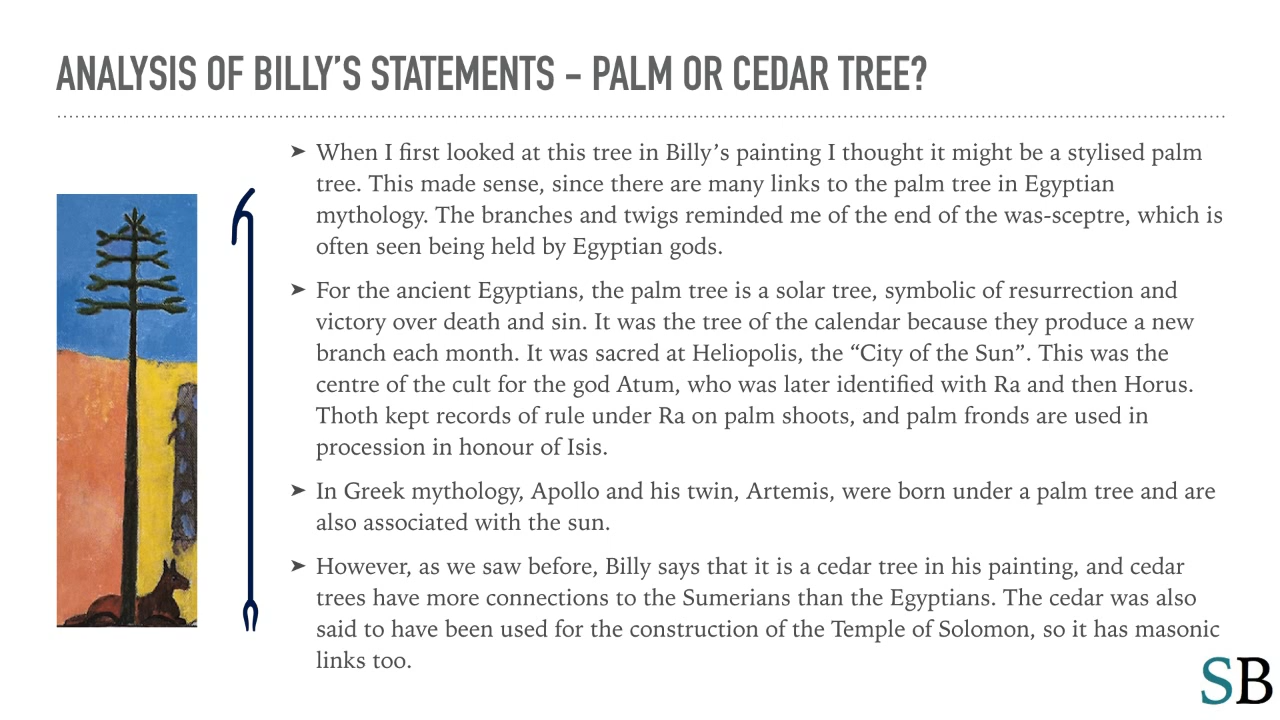 ANALYSIS OF BILLY’S STATEMENTS – PALM OR CEDAR TREE?
➤ When I first looked at this tree in Billy’s painting I thought it might be a stylised palm
tree. This made sense, since there are many links to the palm tree in Egyptian
mythology. The branches and twigs reminded me of the end of the was-sceptre, which is
often seen being held by Egyptian gods.
➤ For the ancient Egyptians, the palm tree is a solar tree, symbolic of resurrection and
victory over death and sin. It was the tree of the calendar because they produce a new
branch each month. It was sacred at Heliopolis, the “City of the Sun”. This was the
centre of the cult for the god Atum, who was later identified with Ra and then Horus.
Thoth kept records of rule under Ra on palm shoots, and palm fronds are used in
procession in honour of Isis.
➤ In Greek mythology, Apollo and his twin, Artemis, were born under a palm tree and are
also associated with the sun.
➤ However, as we saw before, Billy says that it is a cedar tree in his painting, and cedar
trees have more connections to the Sumerians than the Egyptians. The cedar was also
said to have been used for the construction of the Temple of Solomon, so it has masonic
links too.
SB